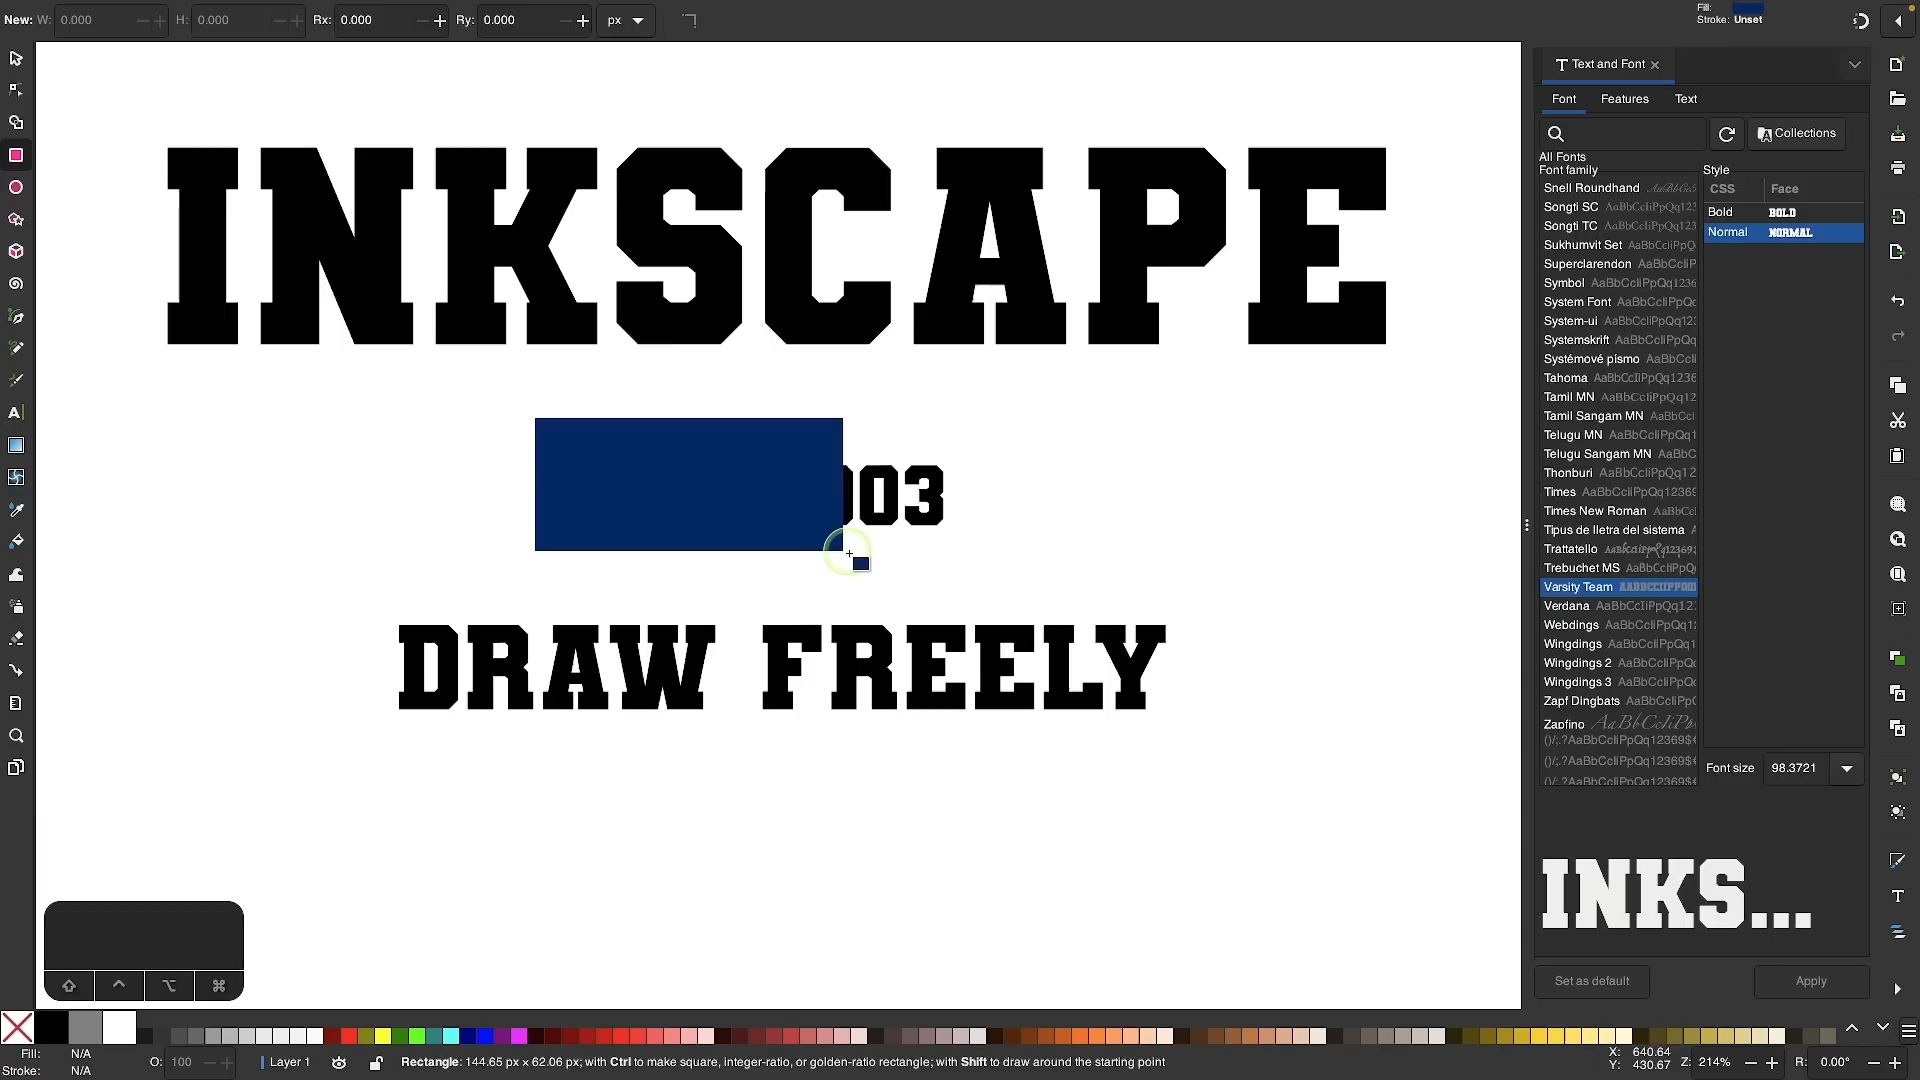 New: W: 0.000 H: 0.000 Rx: 0.000 Ry: 0.000 px
Fill:
Stroke: Unset
Text and Font
Font Features Text
Collections
All Fonts
Font family Style
CSS Face
Snell Roundhand
Songti SC
Songti TC
Sukhumvit Set
Superclarendon
Symbol
System Font
System-ui
Systemskrift
Systémové písmo
Tahoma
Tamil MN
Tamil Sangam MN
Telugu MN
Telugu Sangam MN
Thonburi
Times
Times New Roman
Tipus de lletra del sistema
Trattatello
Trebuchet MS
Varsity Team
Verdana
Webdings
Wingdings
Wingdings 2
Wingdings 3
Zapf Dingbats
Zapfino
Bold BOLD
Normal NORMAL
Font size 98.3721
INKS...
Set as default Apply
INKSCAPE
03
DRAW FREELY
Fill: N/A
Stroke: N/A
O: 100
Layer 1
Rectangle: 144.65 px × 62.06 px; with Ctrl to make square, integer-ratio, or golden-ratio rectangle; with Shift to draw around the starting point
X: 640.64
Y: 430.67
Z: 214%
R: 0.00°